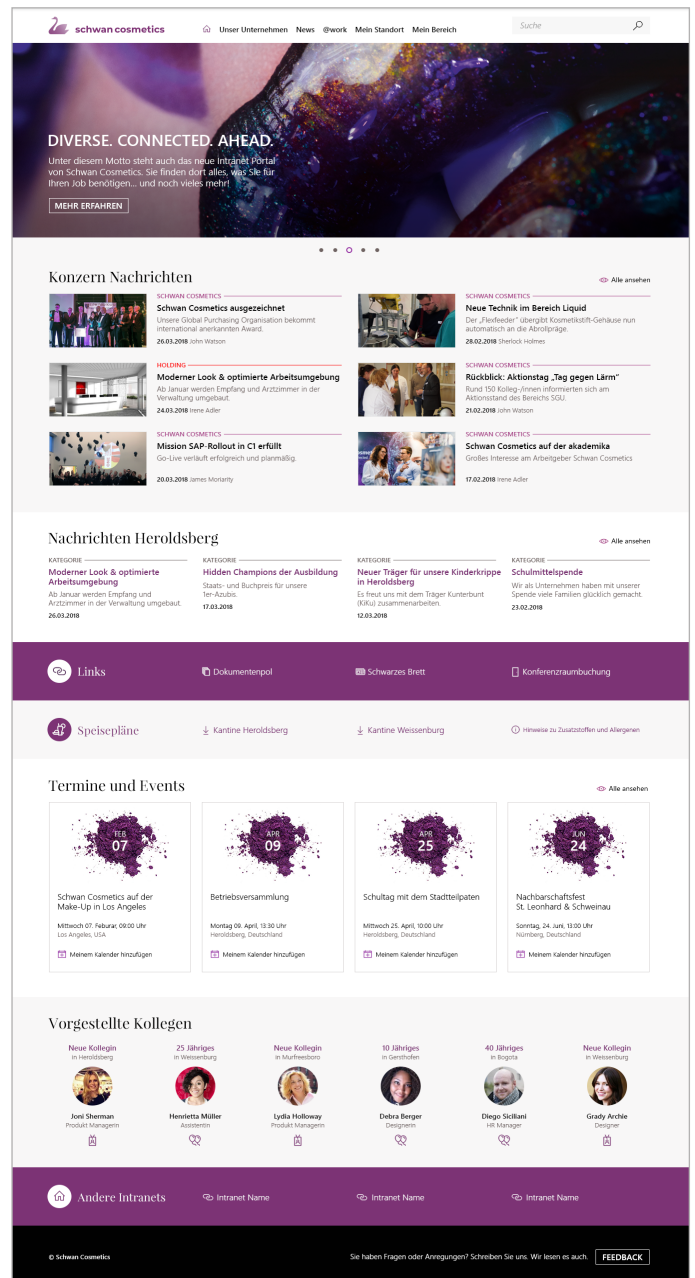 schwan cosmetics
Unser Unternehmen News @work Mein Standort Mein Bereich
Suche
DIVERSE. CONNECTED. AHEAD.
Unter diesem Motto steht auch das neue Intranet Portal
von Schwan Cosmetics. Sie finden dort alles, was Sie für
Ihren Job benötigen... und noch vieles mehr!
MEHR ERFAHREN
Konzern Nachrichten
Alle ansehen
SCHWAN COSMETICS
Schwan Cosmetics ausgezeichnet
Unsere Global Purchasing Organisation bekommt
international anerkannten Award.
26.03.2018 John Watson
SCHWAN COSMETICS
Neue Technik im Bereich Liquid
Der „Flexfeeder" übergibt Kosmetikstift-Gehäuse nun
automatisch an die Abrollpräge.
28.02.2018 Sherlock Holmes
HOLDING
Moderner Look & optimierte Arbeitsumgebung
Ab Januar werden Empfang und Arztzimmer in der
Verwaltung umgebaut.
24.03.2018 Irene Adler
SCHWAN COSMETICS
Rückblick: Aktionstag „Tag gegen Lärm"
Rund 150 Kolleg-/innen informierten sich am
Aktionsstand des Bereichs SGU.
21.02.2018 John Watson
SCHWAN COSMETICS
Mission SAP-Rollout in C1 erfüllt
Go-Live verläuft erfolgreich und planmäßig.
20.03.2018 James Moriarity
SCHWAN COSMETICS
Schwan Cosmetics auf der akademika
Großes Interesse am Arbeitgeber Schwan Cosmetics
17.02.2018 Irene Adler
Nachrichten Heroldsberg
Alle ansehen
KATEGORIE
Moderner Look & optimierte
Arbeitsumgebung
Ab Januar werden Empfang und
Arztzimmer in der Verwaltung umgebaut.
26.03.2018
KATEGORIE
Hidden Champions der Ausbildung
Staats- und Buchpreis für unsere
1er-Azubis.
17.03.2018
KATEGORIE
Neuer Träger für unsere Kinderkrippe
in Heroldsberg
Es freut uns mit dem Träger Kunterbunt
(KiKu) zusammenarbeiten.
12.03.2018
KATEGORIE
Schulmittelspende
Wir als Unternehmen haben mit unserer
Spende viele Familien glücklich gemacht.
23.02.2018
Links
Dokumentenpol
Schwarzes Brett
Konferenzraumbuchung
Speisepläne
Kantine Heroldsberg
Kantine Weissenburg
Hinweise zu Zusatzstoffen und Allergenen
Termine und Events
Alle ansehen
FEB
07
Schwan Cosmetics auf der
Make-Up in Los Angeles
Mittwoch 07. Feburar, 09:00 Uhr
Los Angeles, USA
Meinem Kalender hinzufügen
APR
09
Betriebsversammlung
Montag 09. April, 13:30 Uhr
Heroldsberg, Deutschland
Meinem Kalender hinzufügen
APR
25
Schultag mit dem Stadtteilpaten
Mittwoch 25. April, 10:00 Uhr
Heroldsberg, Deutschland
Meinem Kalender hinzufügen
JUN
24
Nachbarschaftsfest
St. Leonhard & Schweinau
Sonntag, 24. Juni, 13:00 Uhr
Nürnberg, Deutschland
Meinem Kalender hinzufügen
Vorgestellte Kollegen
Neue Kollegin
in Heroldsberg
Joni Sherman
Produkt Managerin
25 Jähriges
in Weissenburg
Henrietta Müller
Assistentin
Neue Kollegin
in Murfreesboro
Lydia Holloway
Produkt Managerin
10 Jähriges
in Gersthofen
Debra Berger
Designerin
40 Jähriges
in Bogota
Diego Siciliani
HR Manager
Neue Kollegin
in Weissenburg
Grady Archie
Designer
Andere Intranets
Intranet Name
Intranet Name
Intranet Name
© Schwan Cosmetics
Sie haben Fragen oder Anregungen? Schreiben Sie uns. Wir lesen es auch.
FEEDBACK